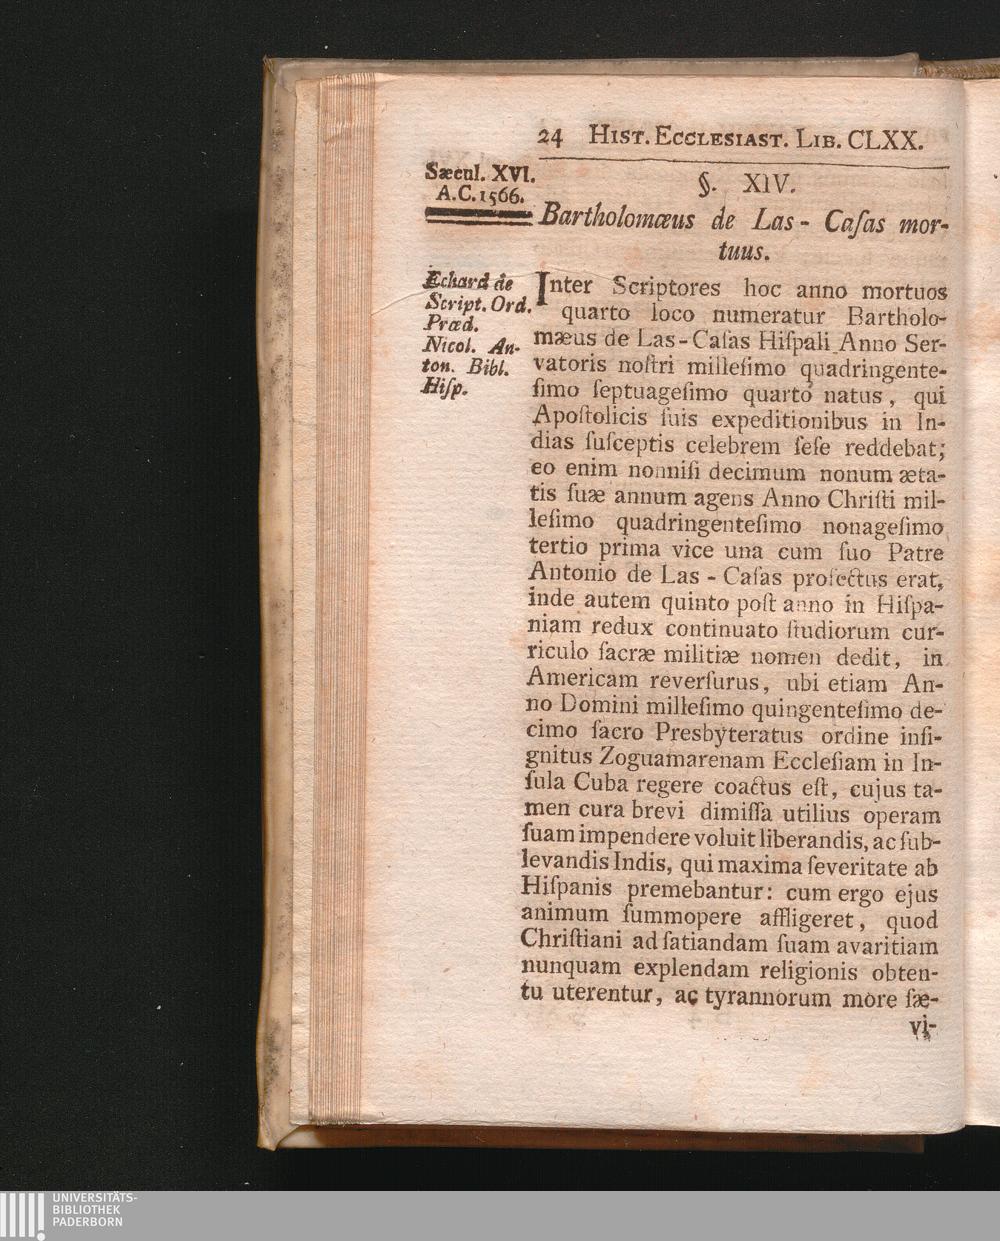 24 HIST. ECCLESIAST. LIB. CLXX.
Sæcul. XVI.
A.C. 1566.
§. XIV.
Bartholomæus de Las-Caſas mor-
tuus.
Echard de
Script. Ord.
Præd.
Nicol. An-
ton. Bibl.
Hiſp.
Inter Scriptores hoc anno mortuos
quarto loco numeratur Bartholo-
mæus de Las-Caſas Hiſpali Anno Ser-
vatoris noſtri milleſimo quadringente-
ſimo ſeptuageſimo quarto natus, qui
Apoſtolicis ſuis expeditionibus in In-
dias ſuſceptis celebrem ſeſe reddebat;
eo enim nonniſi decimum nonum æta-
tis ſuæ annum agens Anno Chriſti mil-
leſimo quadringenteſimo nonageſimo
tertio prima vice una cum ſuo Patre
Antonio de Las-Caſas profectus erat,
inde autem quinto poſt anno in Hiſpa-
niam redux continuato ſtudiorum cur-
riculo ſacræ militiæ nomen dedit, in
Americam reverſurus, ubi etiam An-
no Domini milleſimo quingenteſimo de-
cimo ſacro Presbyteratus ordine inſi-
gnitus Zoguamarenam Eccleſiam in In-
ſula Cuba regere coactus eſt, cujus ta-
men cura brevi dimiſſa utilius operam
ſuam impendere voluit liberandis, ac ſub-
levandis Indis, qui maxima ſeveritate ab
Hiſpanis premebantur: cum ergo ejus
animum ſummopere affligeret, quod
Chriſtiani ad ſatiandam ſuam avaritiam
nunquam explendam religionis obten-
tu uterentur, ac tyrannorum more ſæ-
vi-
UNIVERSITÄTS-
BIBLIOTHEK
PADERBORN